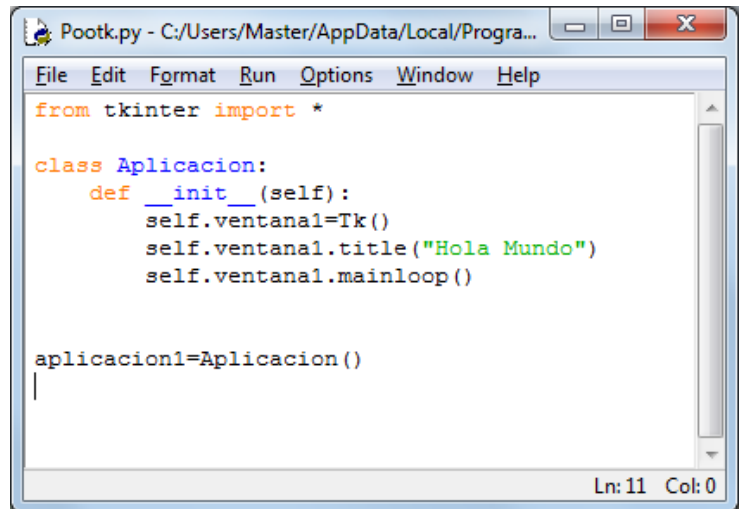 Pootk.py - C:/Users/Master/AppData/Local/Progra...
File Edit Format Run Options Window Help
from tkinter import *
class Aplicacion:
    def __init__(self):
        self.ventana1=Tk()
        self.ventana1.title("Hola Mundo")
        self.ventana1.mainloop()
aplicacion1=Aplicacion()
Ln: 11 Col: 0